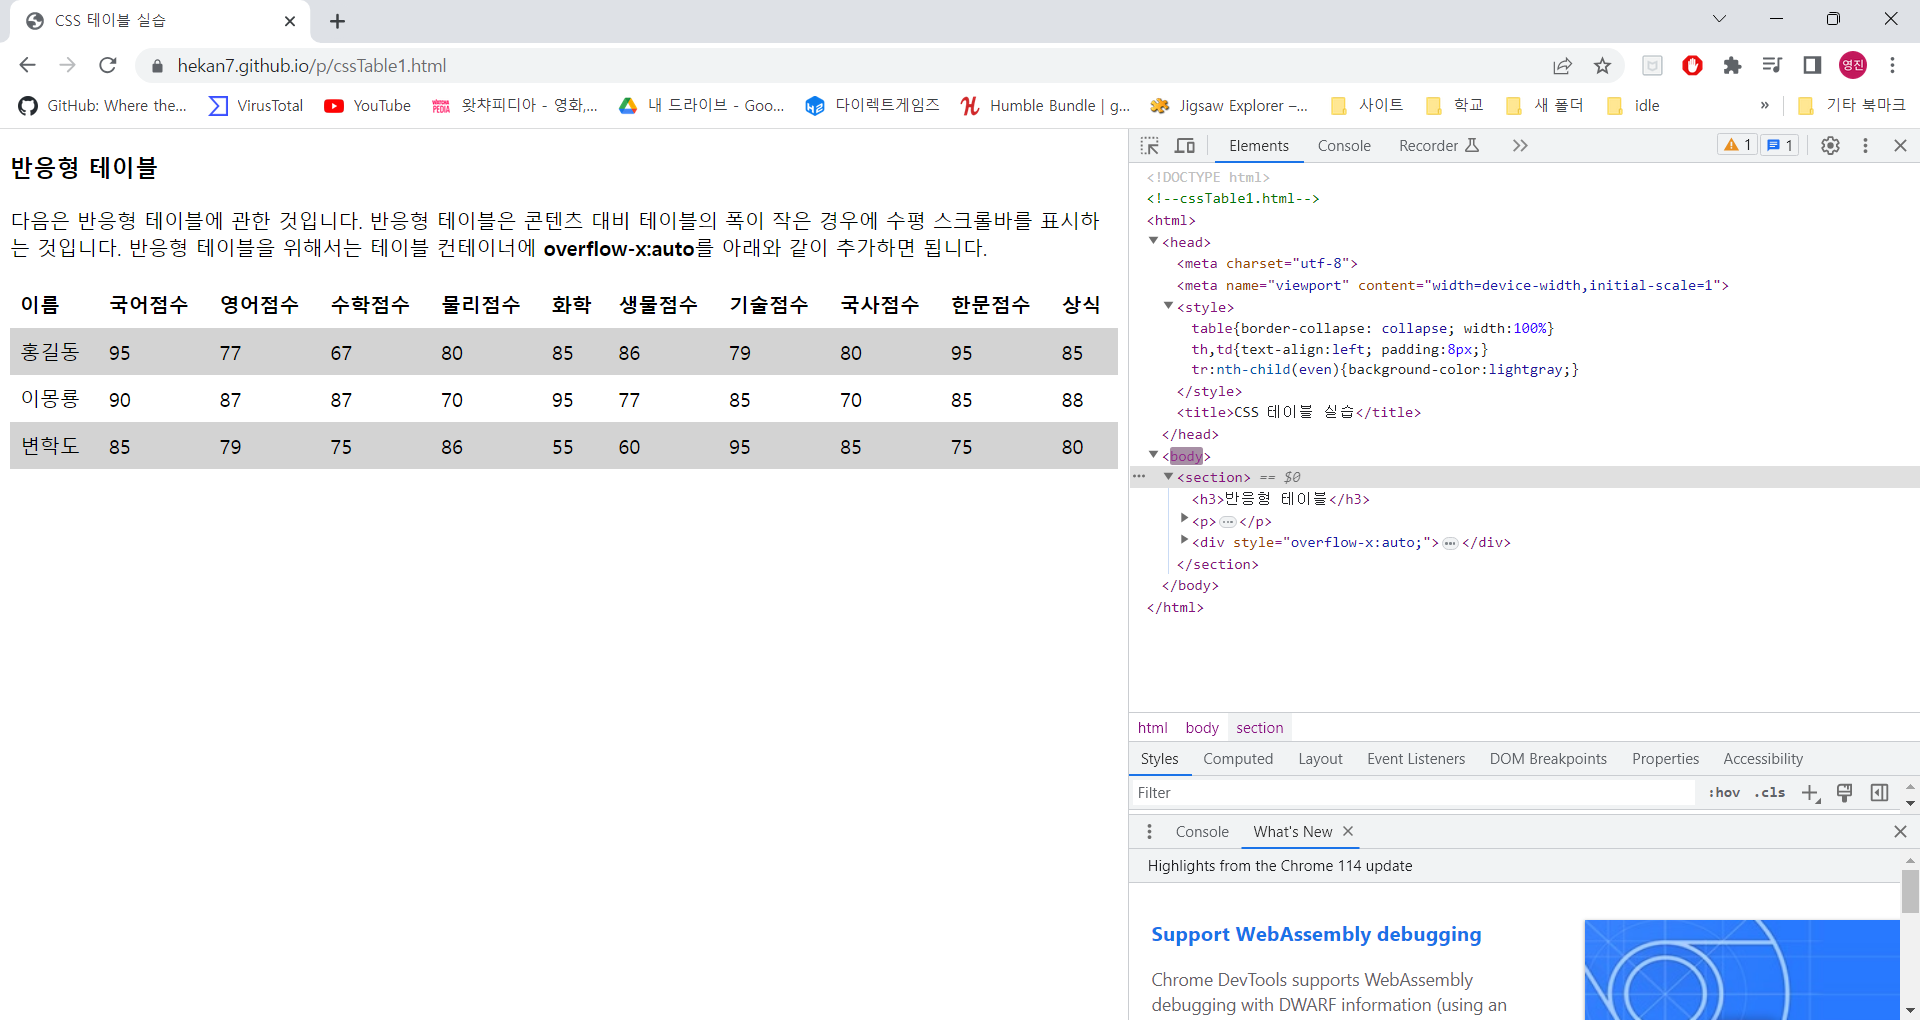 CSS 테이블 실습
hekan7.github.io/p/cssTable1.html
영진
GitHub: Where the...
VirusTotal
YouTube
WATCHA PEDIA
왓챠피디아 - 영화,...
내 드라이브 - Goo...
다이렉트게임즈
Humble Bundle | g...
Jigsaw Explorer –...
사이트
학교
새 폴더
idle
»
기타 북마크
반응형 테이블
다음은 반응형 테이블에 관한 것입니다. 반응형 테이블은 콘텐츠 대비 테이블의 폭이 작은 경우에 수평 스크롤바를 표시하
는 것입니다. 반응형 테이블을 위해서는 테이블 컨테이너에 overflow-x:auto를 아래와 같이 추가하면 됩니다.
이름 국어점수 영어점수 수학점수 물리점수 화학 생물점수 기술점수 국사점수 한문점수 상식
홍길동 95 77 67 80 85 86 79 80 95 85
이몽룡 90 87 87 70 95 77 85 70 85 88
변학도 85 79 75 86 55 60 95 85 75 80
Elements Console Recorder 1 1
<!DOCTYPE html>
<!--cssTable1.html-->
<html>
<head>
<meta charset="utf-8">
<meta name="viewport" content="width=device-width,initial-scale=1">
<style>
table{border-collapse: collapse; width:100%}
th,td{text-align:left; padding:8px;}
tr:nth-child(even){background-color:lightgray;}
</style>
<title>CSS 테이블 실습</title>
</head>
<body>
<section> == $0
<h3>반응형 테이블</h3>
<p>…</p>
<div style="overflow-x:auto;">…</div>
</section>
</body>
</html>
html body section
Styles Computed Layout Event Listeners DOM Breakpoints Properties Accessibility
Filter :hov .cls
Console What's New
Highlights from the Chrome 114 update
Support WebAssembly debugging
Chrome DevTools supports WebAssembly
debugging with DWARF information (using an